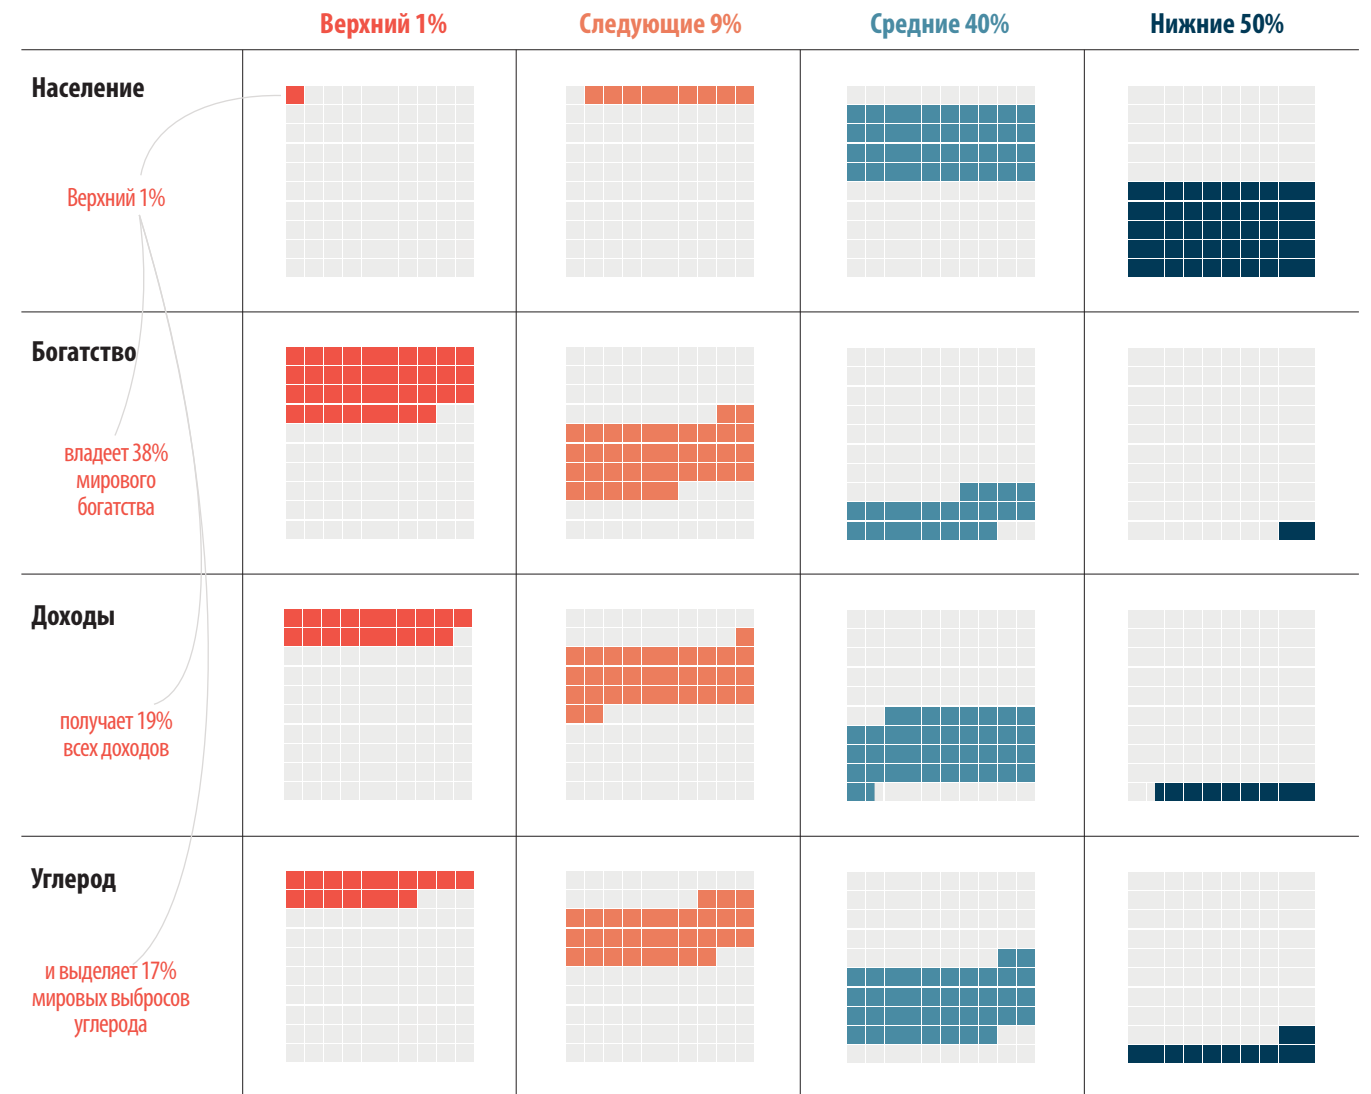 Верхний 1%
Следующие 9%
Средние 40%
Нижние 50%
Население
Верхний 1%
Богатство
владеет 38%
мирового
богатства
Доходы
получает 19%
всех доходов
Углерод
и выделяет 17%
мировых выбросов
углерода